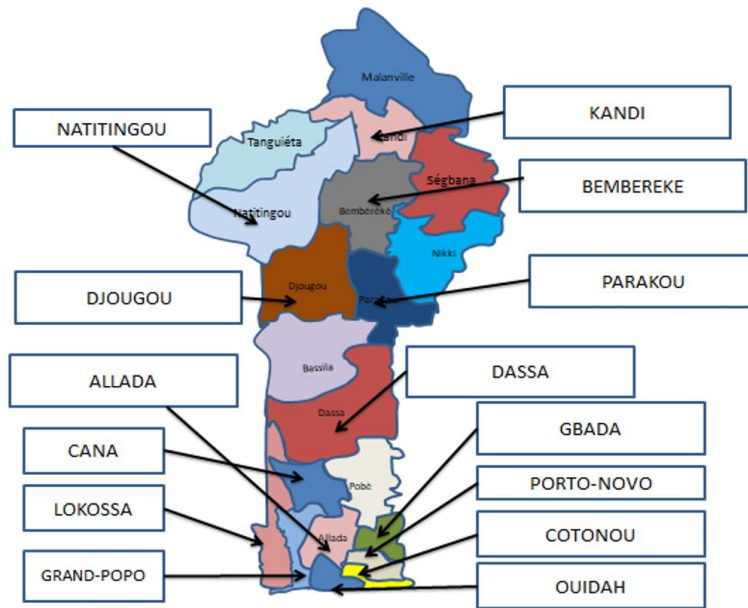 Malanville
KANDI
Kandi
NATITINGOU
Tanguiéta
Ségbana
BEMBEREKE
Bembèrèkè
Natitingou
Nikki
PARAKOU
DJOUGOU
Djougou
Parakou
DASSA
ALLADA
Bassila
Dassa
GBADA
CANA
PORTO-NOVO
Pobè
LOKOSSA
COTONOU
Allada
GRAND-POPO
OUIDAH